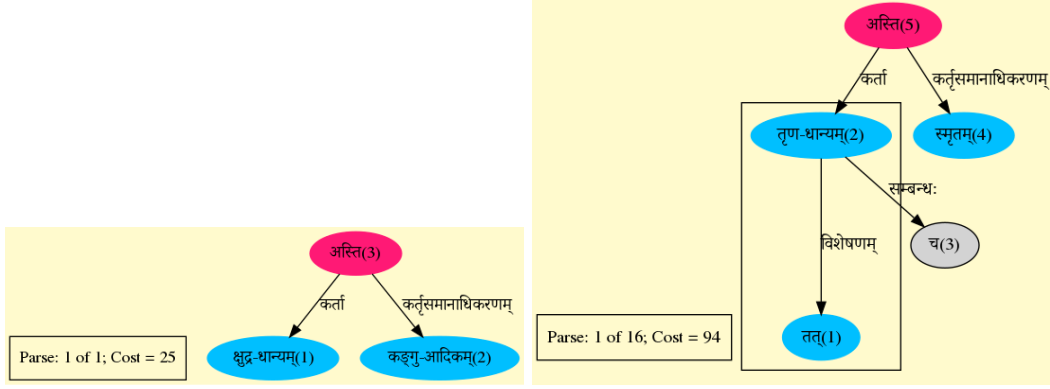 अस्ति(3)
कर्ता
कर्तृसमानाधिकरणम्
Parse: 1 of 1; Cost = 25
क्षुद्र-धान्यम्(1)
कङ्गु-आदिकम्(2)
अस्ति(5)
कर्ता
कर्तृसमानाधिकरणम्
तृण-धान्यम्(2)
स्मृतम्(4)
सम्बन्धः
विशेषणम्
च(3)
Parse: 1 of 16; Cost = 94
तत्(1)